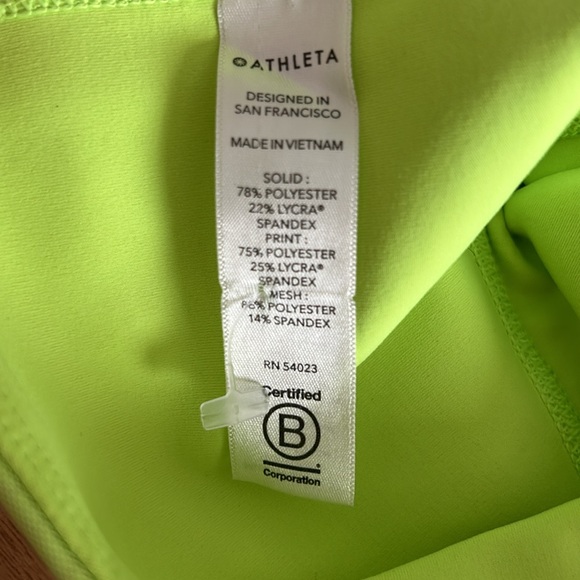 ATHLETA
DESIGNED IN
SAN FRANCISCO
MADE IN VIETNAM
SOLID :
78% POLYESTER
22% LYCRA®
SPANDEX
PRINT :
75% POLYESTER
25% LYCRA®
SPANDEX
MESH :
86% POLYESTER
14% SPANDEX
RN 54023
Certified
B
Corporation